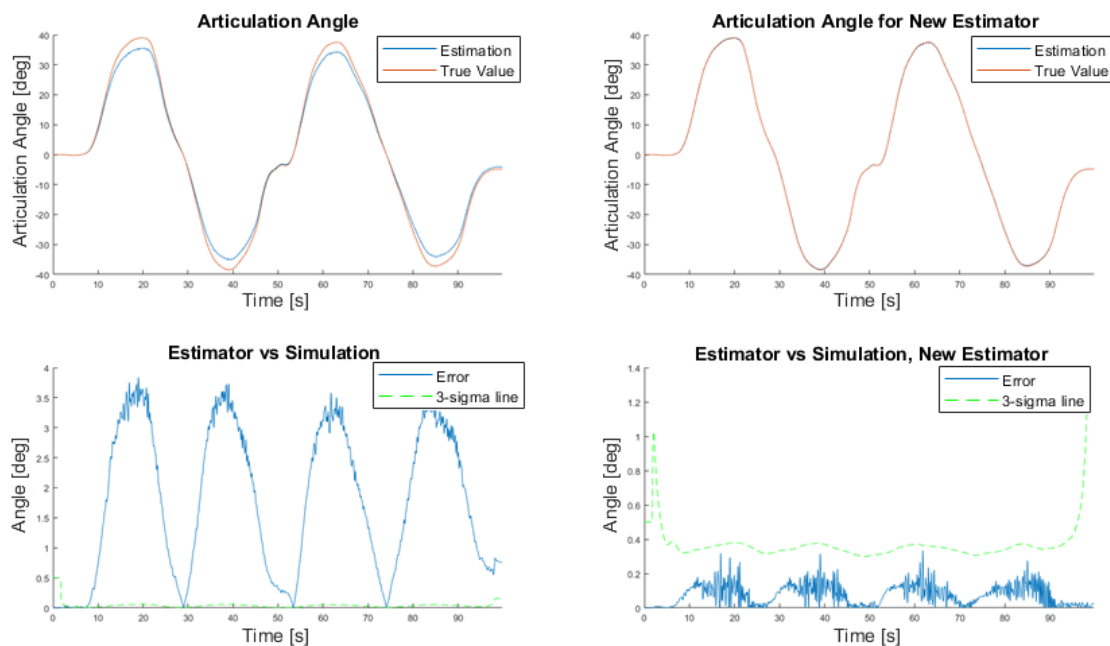 Articulation Angle
Articulation Angle [deg]
40
30
20
10
0
-10
-20
-30
-40
0 10 20 30 40 50 60 70 80 90
Time [s]
Estimation
True Value
Articulation Angle for New Estimator
Articulation Angle [deg]
40
30
20
10
0
-10
-20
-30
-40
0 10 20 30 40 50 60 70 80 90
Time [s]
Estimation
True Value
Estimator vs Simulation
Angle [deg]
4
3.5
3
2.5
2
1.5
1
0.5
0
0 10 20 30 40 50 60 70 80 90
Time [s]
Error
3-sigma line
Estimator vs Simulation, New Estimator
Angle [deg]
1.4
1.2
1
0.8
0.6
0.4
0.2
0
0 10 20 30 40 50 60 70 80 90
Time [s]
Error
3-sigma line